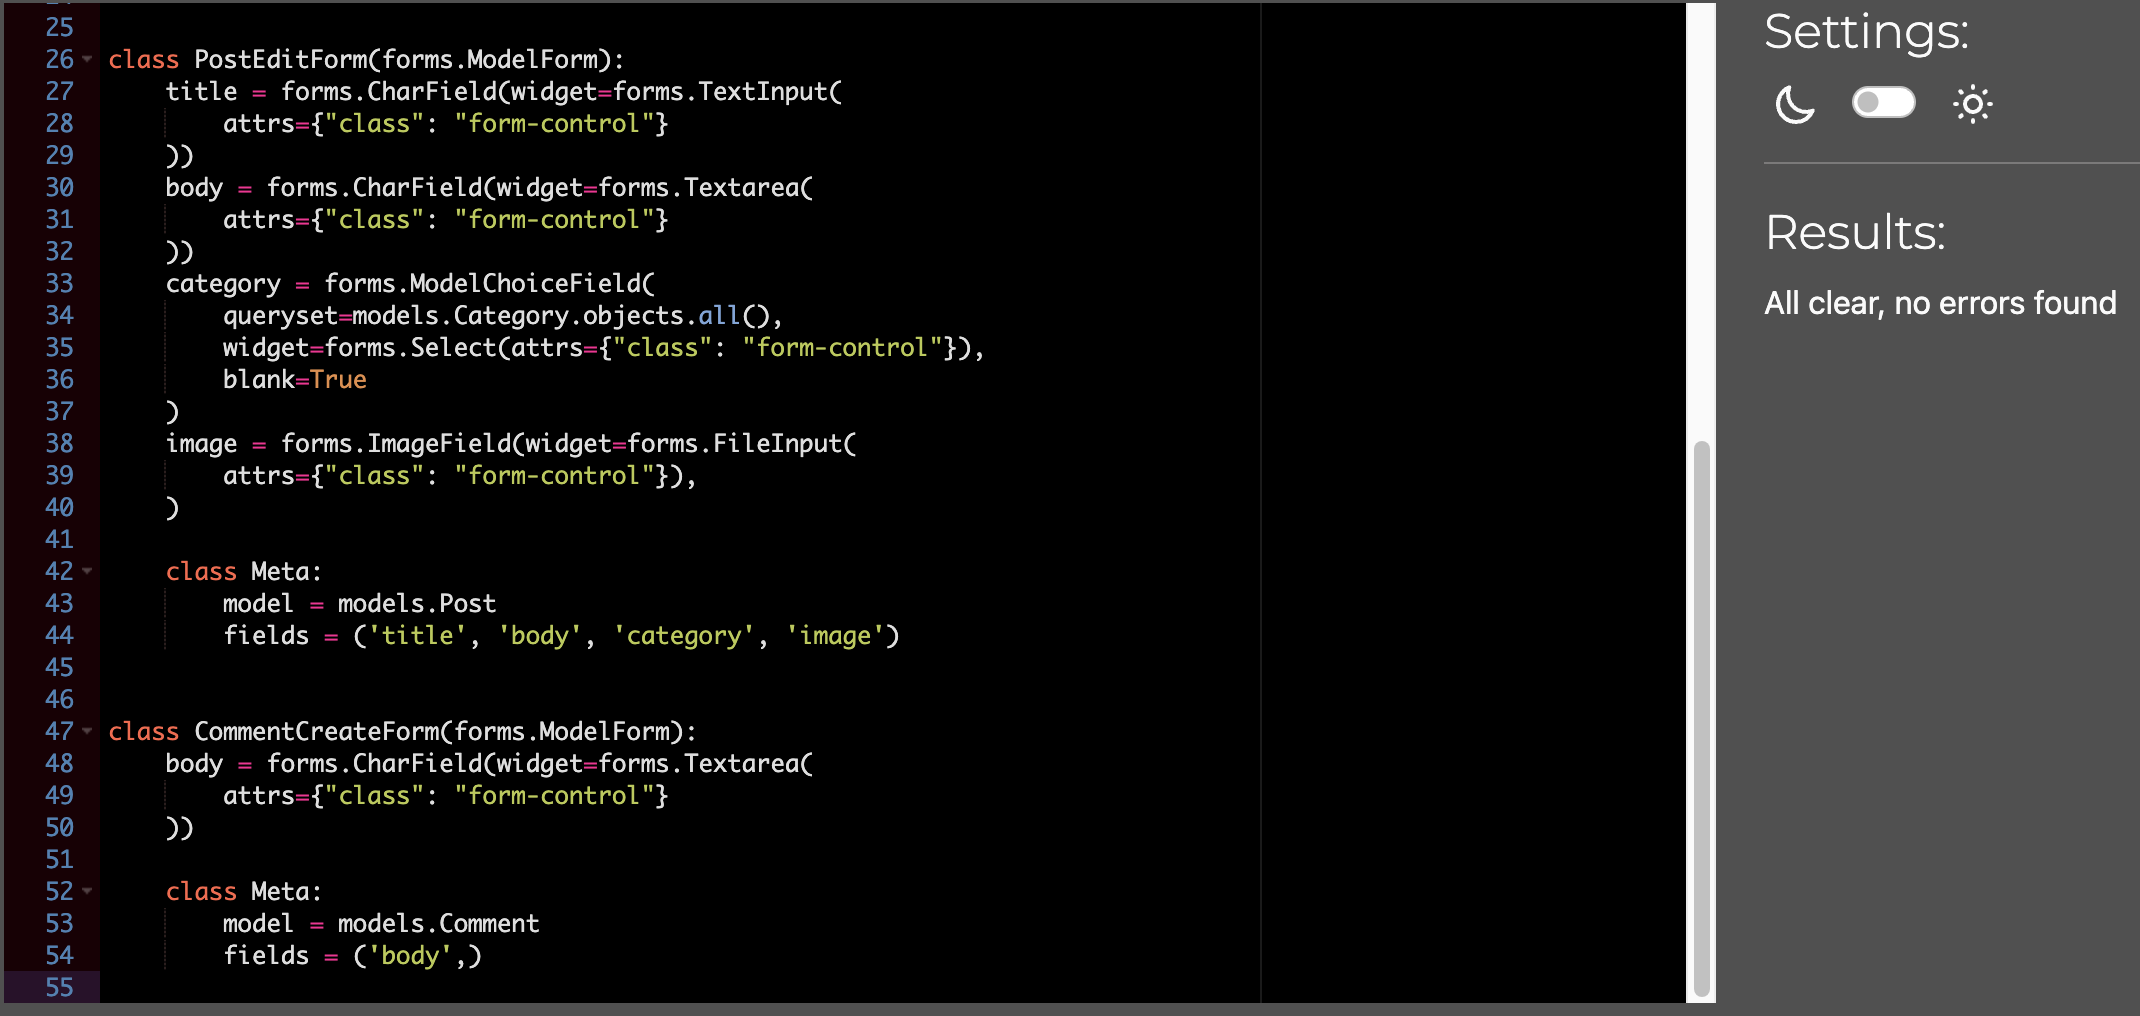 25
26 class PostEditForm(forms.ModelForm):
27     title = forms.CharField(widget=forms.TextInput(
28         attrs={"class": "form-control"}
29     ))
30     body = forms.CharField(widget=forms.Textarea(
31         attrs={"class": "form-control"}
32     ))
33     category = forms.ModelChoiceField(
34         queryset=models.Category.objects.all(),
35         widget=forms.Select(attrs={"class": "form-control"}),
36         blank=True
37     )
38     image = forms.ImageField(widget=forms.FileInput(
39         attrs={"class": "form-control"}),
40     )
41
42     class Meta:
43         model = models.Post
44         fields = ('title', 'body', 'category', 'image')
45
46
47 class CommentCreateForm(forms.ModelForm):
48     body = forms.CharField(widget=forms.Textarea(
49         attrs={"class": "form-control"}
50     ))
51
52     class Meta:
53         model = models.Comment
54         fields = ('body',)
55
Settings:
Results:
All clear, no errors found